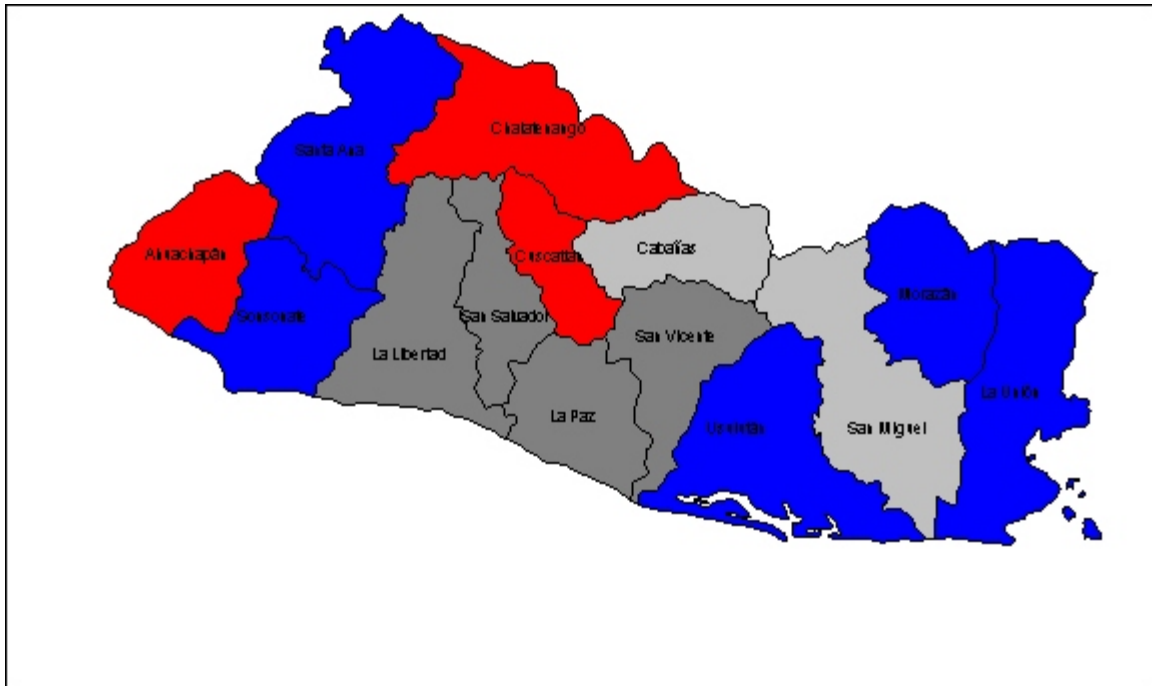 Chalatenango
Santa Ana
Ahuachapán
Cuscatlán
Cabañas
Sonsonate
San Salvador
La Libertad
San Vicente
Morazán
La Unión
La Paz
Usulután
San Miguel